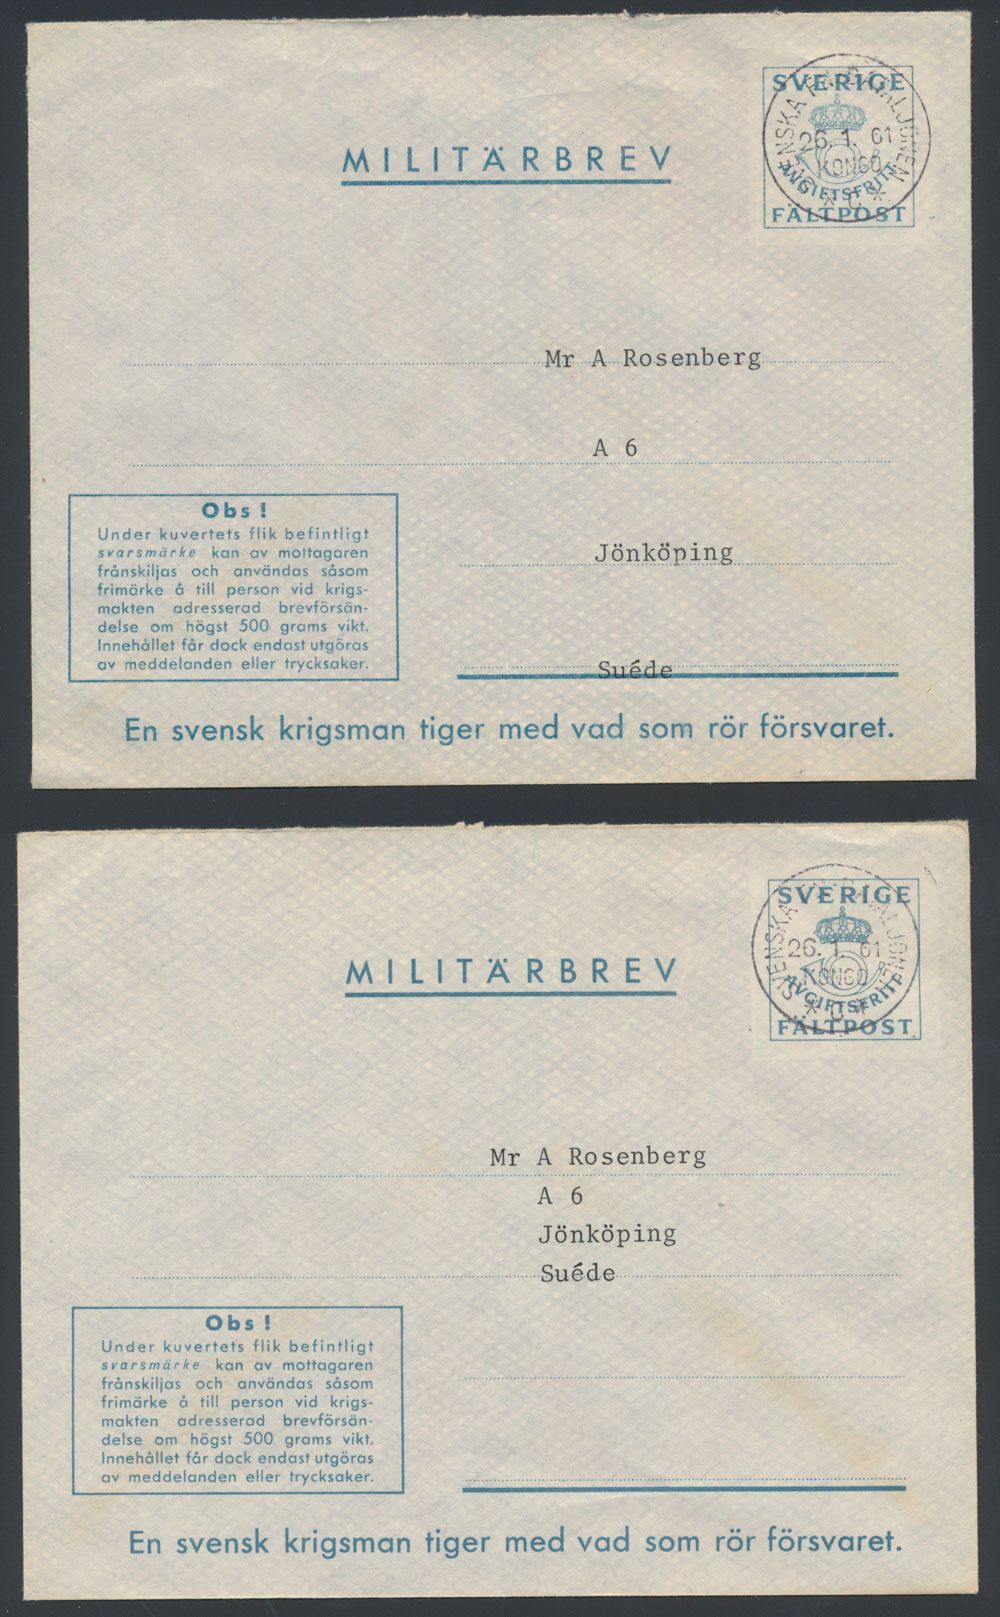 SVERIGE
SVENSKA FN BATALJONEN
26. 1. 61
KONGO
AVGIFTSFRITT
* C *
FÄLTPOST
MILITÄRBREV
Mr A Rosenberg
A 6
Jönköping
Suéde
Obs!
Under kuvertets flik befintligt
svarsmärke kan av mottagaren
frånskiljas och användas såsom
frimärke å till person vid krigs-
makten adresserad brevförsän-
delse om högst 500 grams vikt.
Innehållet får dock endast utgöras
av meddelanden eller trycksaker.
En svensk krigsman tiger med vad som rör försvaret.
SVERIGE
SVENSKA BATALJONEN
26. 1. 61
KONGO
AVGIFTSFRITT
* C *
FÄLTPOST
MILITÄRBREV
Mr A Rosenberg
A 6
Jönköping
Suéde
Obs!
Under kuvertets flik befintligt
svarsmärke kan av mottagaren
frånskiljas och användas såsom
frimärke å till person vid krigs-
makten adresserad brevförsän-
delse om högst 500 grams vikt.
Innehållet får dock endast utgöras
av meddelanden eller trycksaker.
En svensk krigsman tiger med vad som rör försvaret.